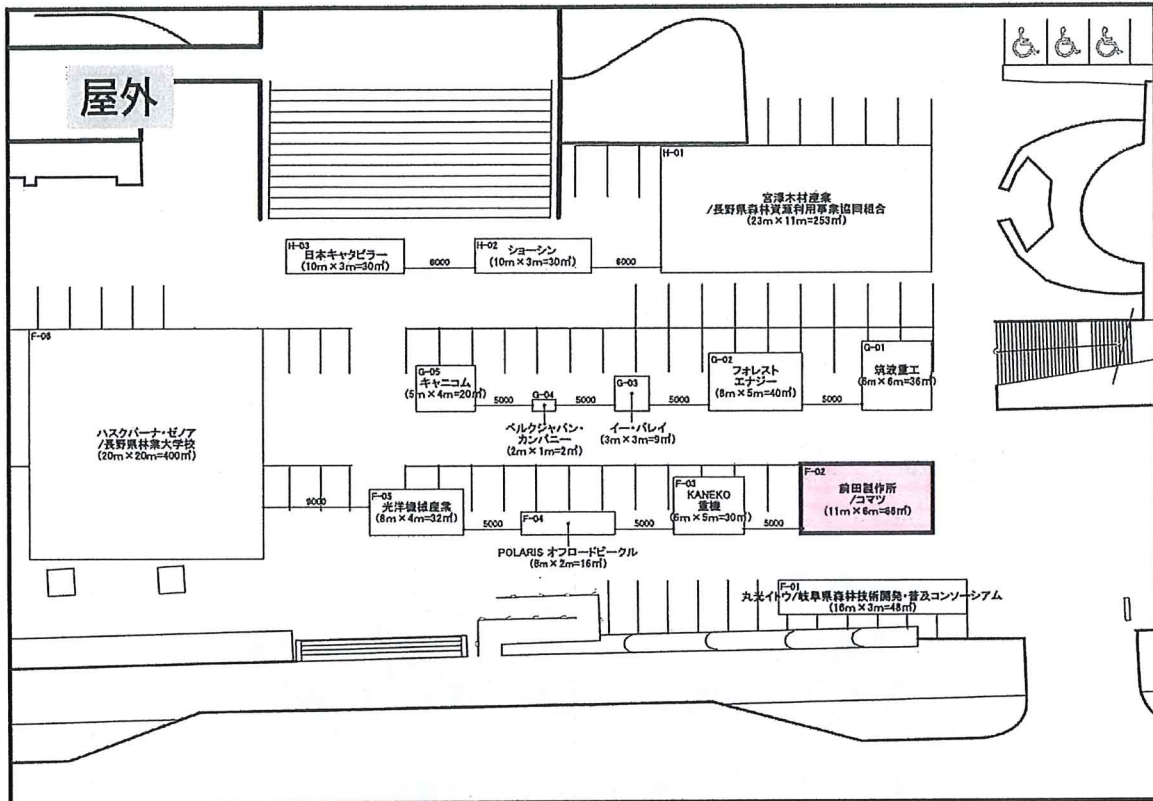 屋外
H-01
宮澤木材産業
/長野県森林資源利用事業協同組合
(23m×11m=253㎡)
H-03
日本キャタピラー
(10m×3m=30㎡)
6000
H-02
ショーシン
(10m×3m=30㎡)
6000
F-06
ハスクバーナ・ゼノア
/長野県林業大学校
(20m×20m=400㎡)
G-05
キャニコム
(5m×4m=20㎡)
5000
G-04
ベルクジャパン・
カンパニー
(2m×1m=2㎡)
5000
G-03
イー・バレイ
(3m×3m=9㎡)
5000
G-02
フォレスト
エナジー
(8m×5m=40㎡)
5000
G-01
筑波重工
(6m×6m=36㎡)
F-05
光洋機械産業
(8m×4m=32㎡)
5000
F-04
POLARIS オフロードビークル
(8m×2m=16㎡)
5000
F-03
KANEKO
重機
(6m×5m=30㎡)
5000
F-02
前田製作所
/コマツ
(11m×6m=66㎡)
F-01
丸光イトウ/岐阜県森林技術開発・普及コンソーシアム
(16m×3m=48㎡)